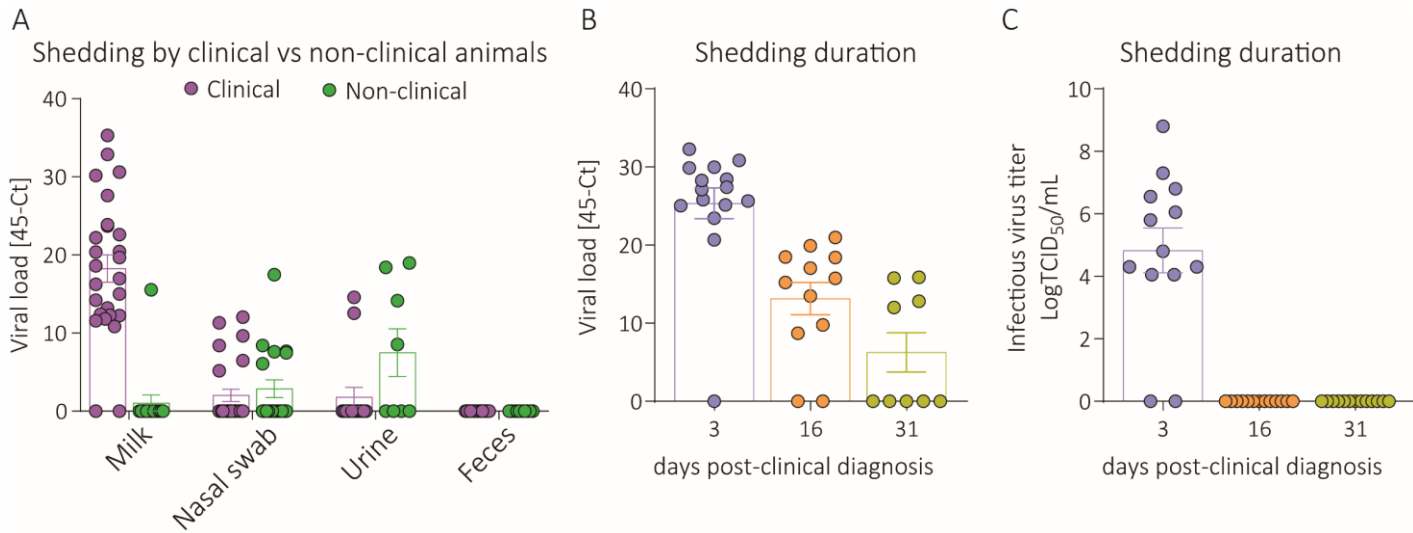 A
Shedding by clinical vs non-clinical animals
Clinical
Non-clinical
Viral load [45-Ct]
40
30
20
10
0
Milk
Nasal swab
Urine
Feces
B
Shedding duration
Viral load [45-Ct]
40
30
20
10
0
3
16
31
days post-clinical diagnosis
C
Shedding duration
Infectious virus titer
LogTCID50/mL
10
8
6
4
2
0
3
16
31
days post-clinical diagnosis